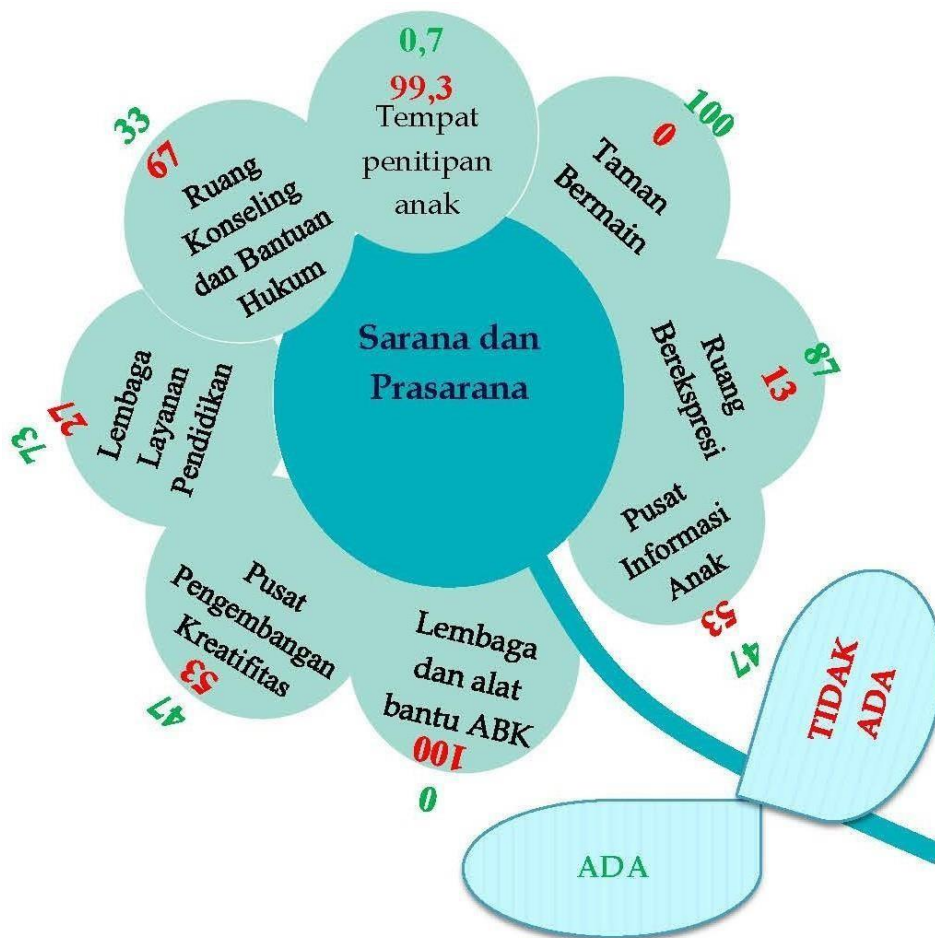 0,7
99,3
Tempat
penitipan
anak
100
0
Taman
Bermain
87
13
Ruang
Berekspresi
Pusat
Informasi
Anak
53
47
Lembaga
dan alat
bantu ABK
100
0
Pusat
Pengembangan
Kreatifitas
53
47
Lembaga
Layanan
Pendidikan
27
73
33
67
Ruang
Konseling
dan Bantuan
Hukum
Sarana dan
Prasarana
TIDAK
ADA
ADA